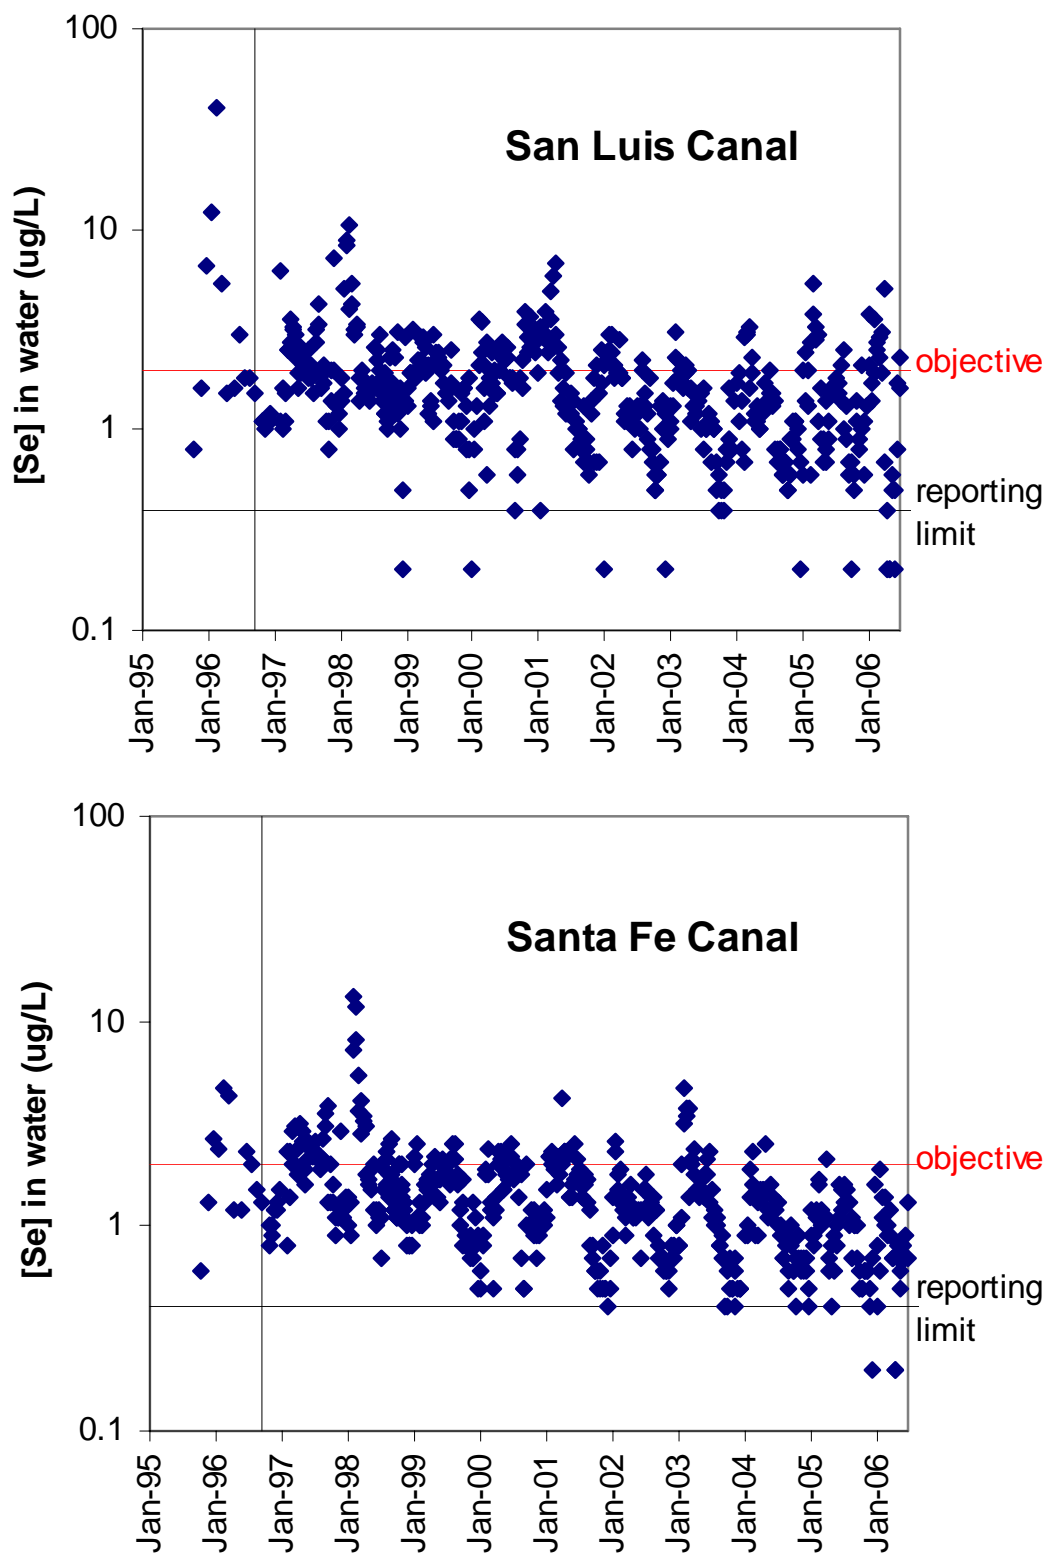 100
San Luis Canal
[Se] in water (ug/L)
10
objective
1
reporting
limit
0.1
Jan-95
Jan-96
Jan-97
Jan-98
Jan-99
Jan-00
Jan-01
Jan-02
Jan-03
Jan-04
Jan-05
Jan-06
100
Santa Fe Canal
[Se] in water (ug/L)
10
objective
1
reporting
limit
0.1
Jan-95
Jan-96
Jan-97
Jan-98
Jan-99
Jan-00
Jan-01
Jan-02
Jan-03
Jan-04
Jan-05
Jan-06